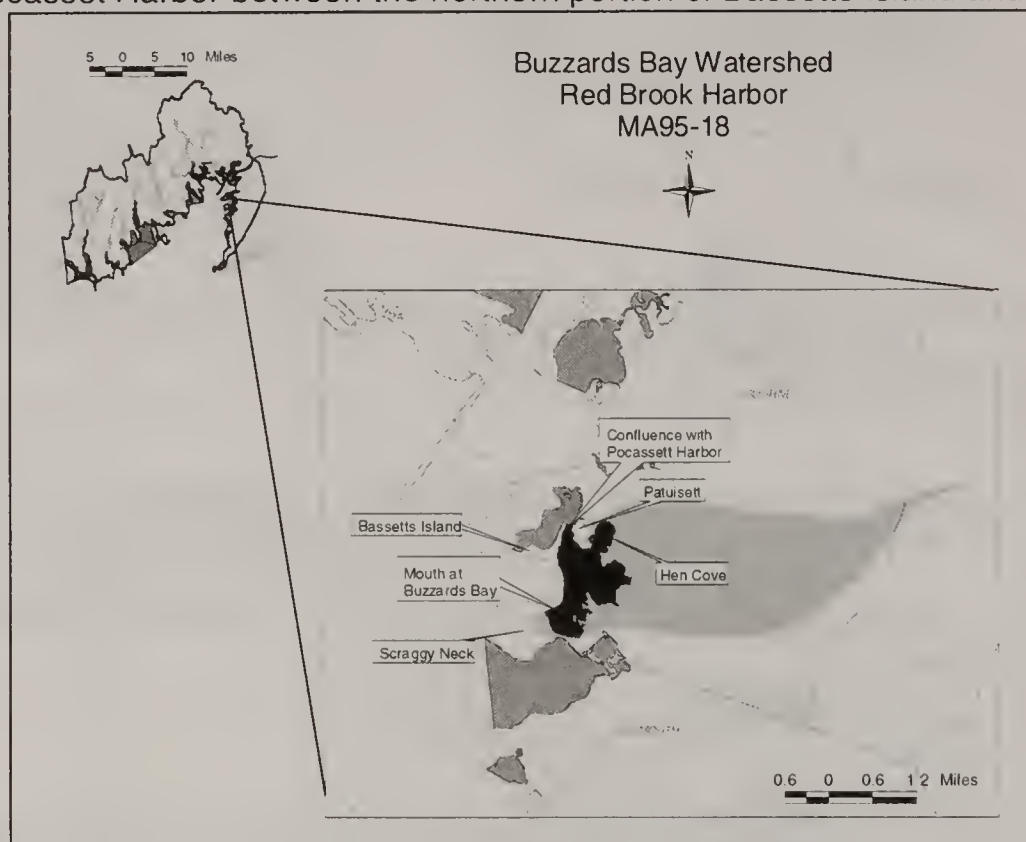 5 0 5 10 Miles
Buzzards Bay Watershed
Red Brook Harbor
MA95-18
N
Confluence with
Pocassett Harbor
Patuisett
Bassetts Island
Hen Cove
Mouth at
Buzzards Bay
Scraggy Neck
0.6 0 0.6 1 2 Miles